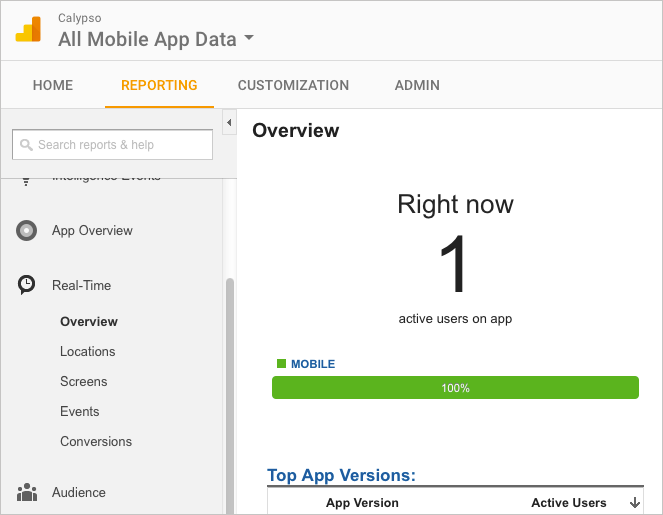 Calypso
All Mobile App Data
HOME REPORTING CUSTOMIZATION ADMIN
Search reports & help
Intelligence Events
App Overview
Real-Time
Overview
Locations
Screens
Events
Conversions
Audience
Overview
Right now
1
active users on app
MOBILE
100%
Top App Versions:
App Version Active Users